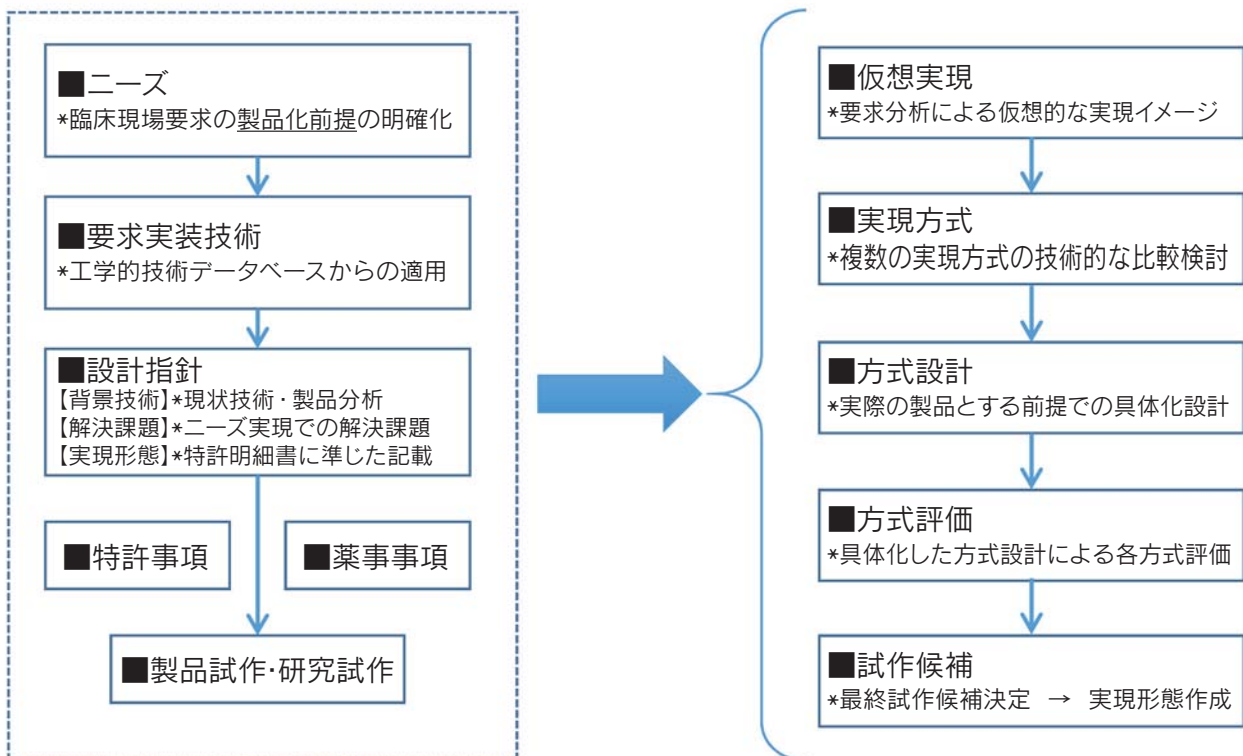 ■ニーズ
*臨床現場要求の製品化前提の明確化
■要求実装技術
*工学的技術データベースからの適用
■設計指針
【背景技術】*現状技術・製品分析
【解決課題】*ニーズ実現での解決課題
【実現形態】*特許明細書に準じた記載
■特許事項
■薬事事項
■製品試作・研究試作
■仮想実現
*要求分析による仮想的な実現イメージ
■実現方式
*複数の実現方式の技術的な比較検討
■方式設計
*実際の製品とする前提での具体化設計
■方式評価
*具体化した方式設計による各方式評価
■試作候補
*最終試作候補決定 → 実現形態作成